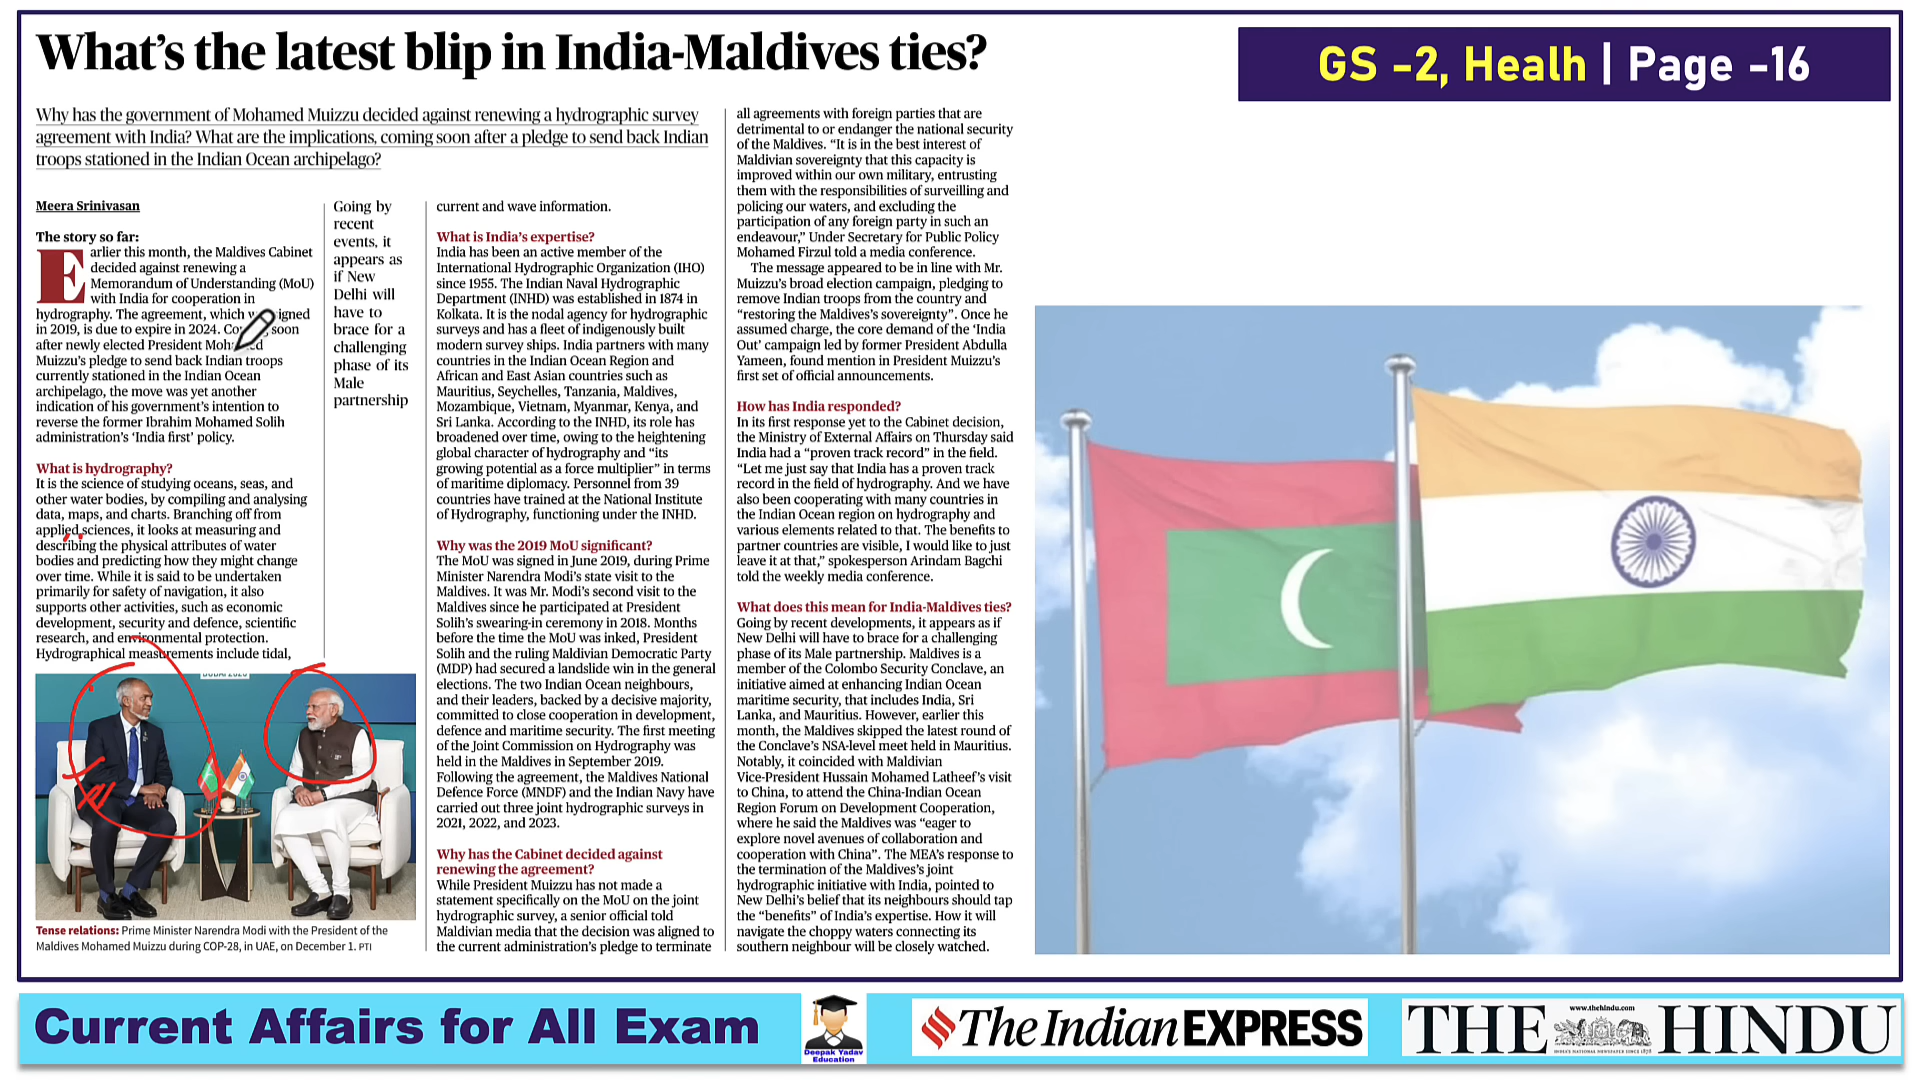 What's the latest blip in India-Maldives ties?
GS -2, Healh | Page -16
Why has the government of Mohamed Muizzu decided against renewing a hydrographic survey
agreement with India? What are the implications, coming soon after a pledge to send back Indian
troops stationed in the Indian Ocean archipelago?
Meera Srinivasan
The story so far:
Earlier this month, the Maldives Cabinet
decided against renewing a
Memorandum of Understanding (MoU)
with India for cooperation in
hydrography. The agreement, which igned
in 2019, is due to expire in 2024. soon
after newly elected President
Muizzu's pledge to send back Indian troops
currently stationed in the Indian Ocean
archipelago, the move was yet another
indication of his government's intention to
reverse the former Ibrahim Mohamed Solih
administration's 'India first' policy.
What is hydrography?
It is the science of studying oceans, seas, and
other water bodies, by compiling and analysing
data, maps, and charts. Branching off from
applied sciences, it looks at measuring and
describing the physical attributes of water
bodies and predicting how they might change
over time. While it is said to be undertaken
primarily for safety of navigation, it also
supports other activities, such as economic
development, security and defence, scientific
research, and environmental protection.
Hydrographical measurements include tidal,
Going by
recent
events, it
appears as
if New
Delhi will
have to
brace for a
challenging
phase of its
Male
partnership
DUBAI 2023
Tense relations: Prime Minister Narendra Modi with the President of the
Maldives Mohamed Muizzu during COP-28, in UAE, on December 1. PTI
current and wave information.
What is India's expertise?
India has been an active member of the
International Hydrographic Organization (IHO)
since 1955. The Indian Naval Hydrographic
Department (INHD) was established in 1874 in
Kolkata. It is the nodal agency for hydrographic
surveys and has a fleet of indigenously built
modern survey ships. India partners with many
countries in the Indian Ocean Region and
African and East Asian countries such as
Mauritius, Seychelles, Tanzania, Maldives,
Mozambique, Vietnam, Myanmar, Kenya, and
Sri Lanka. According to the INHD, its role has
broadened over time, owing to the heightening
global character of hydrography and "its
growing potential as a force multiplier" in terms
of maritime diplomacy. Personnel from 39
countries have trained at the National Institute
of Hydrography, functioning under the INHD.
Why was the 2019 MoU significant?
The MoU was signed in June 2019, during Prime
Minister Narendra Modi's state visit to the
Maldives. It was Mr. Modi's second visit to the
Maldives since he participated at President
Solih's swearing-in ceremony in 2018. Months
before the time the MoU was inked, President
Solih and the ruling Maldivian Democratic Party
(MDP) had secured a landslide win in the general
elections. The two Indian Ocean neighbours,
and their leaders, backed by a decisive majority,
committed to close cooperation in development,
defence and maritime security. The first meeting
of the Joint Commission on Hydrography was
held in the Maldives in September 2019.
Following the agreement, the Maldives National
Defence Force (MNDF) and the Indian Navy have
carried out three joint hydrographic surveys in
2021, 2022, and 2023.
Why has the Cabinet decided against
renewing the agreement?
While President Muizzu has not made a
statement specifically on the MoU on the joint
hydrographic survey, a senior official told
Maldivian media that the decision was aligned to
the current administration's pledge to terminate
all agreements with foreign parties that are
detrimental to or endanger the national security
of the Maldives. "It is in the best interest of
Maldivian sovereignty that this capacity is
improved within our own military, entrusting
them with the responsibilities of surveilling and
policing our waters, and excluding the
participation of any foreign party in such an
endeavour," Under Secretary for Public Policy
Mohamed Firzul told a media conference.
The message appeared to be in line with Mr.
Muizzu's broad election campaign, pledging to
remove Indian troops from the country and
"restoring the Maldives's sovereignty". Once he
assumed charge, the core demand of the 'India
Out' campaign led by former President Abdulla
Yameen, found mention in President Muizzu's
first set of official announcements.
How has India responded?
In its first response yet to the Cabinet decision,
the Ministry of External Affairs on Thursday said
India had a "proven track record" in the field.
"Let me just say that India has a proven track
record in the field of hydrography. And we have
also been cooperating with many countries in
the Indian Ocean region on hydrography and
various elements related to that. The benefits to
partner countries are visible, I would like to just
leave it at that," spokesperson Arindam Bagchi
told the weekly media conference.
What does this mean for India-Maldives ties?
Going by recent developments, it appears as if
New Delhi will have to brace for a challenging
phase of its Male partnership. Maldives is a
member of the Colombo Security Conclave, an
initiative aimed at enhancing Indian Ocean
maritime security, that includes India, Sri
Lanka, and Mauritius. However, earlier this
month, the Maldives skipped the latest round of
the Conclave's NSA-level meet held in Mauritius.
Notably, it coincided with Maldivian
Vice-President Hussain Mohamed Latheef's visit
to China, to attend the China-Indian Ocean
Region Forum on Development Cooperation,
where he said the Maldives was "eager to
explore novel avenues of collaboration and
cooperation with China". The MEA's response to
the termination of the Maldives's joint
hydrographic initiative with India, pointed to
New Delhi's belief that its neighbours should tap
the "benefits" of India's expertise. How it will
navigate the choppy waters connecting its
southern neighbour will be closely watched.
Current Affairs for All Exam
Deepak Yadav
Education
The Indian EXPRESS
www.thehindu.com
THE HINDU
INDIA'S NATIONAL NEWSPAPER SINCE 1878